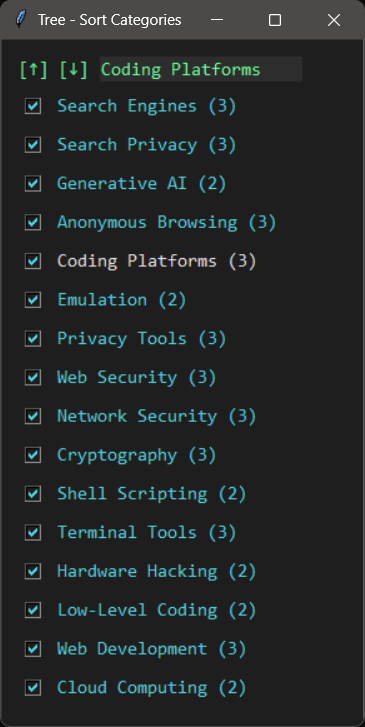 Tree - Sort Categories
[↑] [↓] Coding Platforms
Search Engines (3)
Search Privacy (3)
Generative AI (2)
Anonymous Browsing (3)
Coding Platforms (3)
Emulation (2)
Privacy Tools (3)
Web Security (3)
Network Security (3)
Cryptography (3)
Shell Scripting (2)
Terminal Tools (3)
Hardware Hacking (2)
Low-Level Coding (2)
Web Development (3)
Cloud Computing (2)